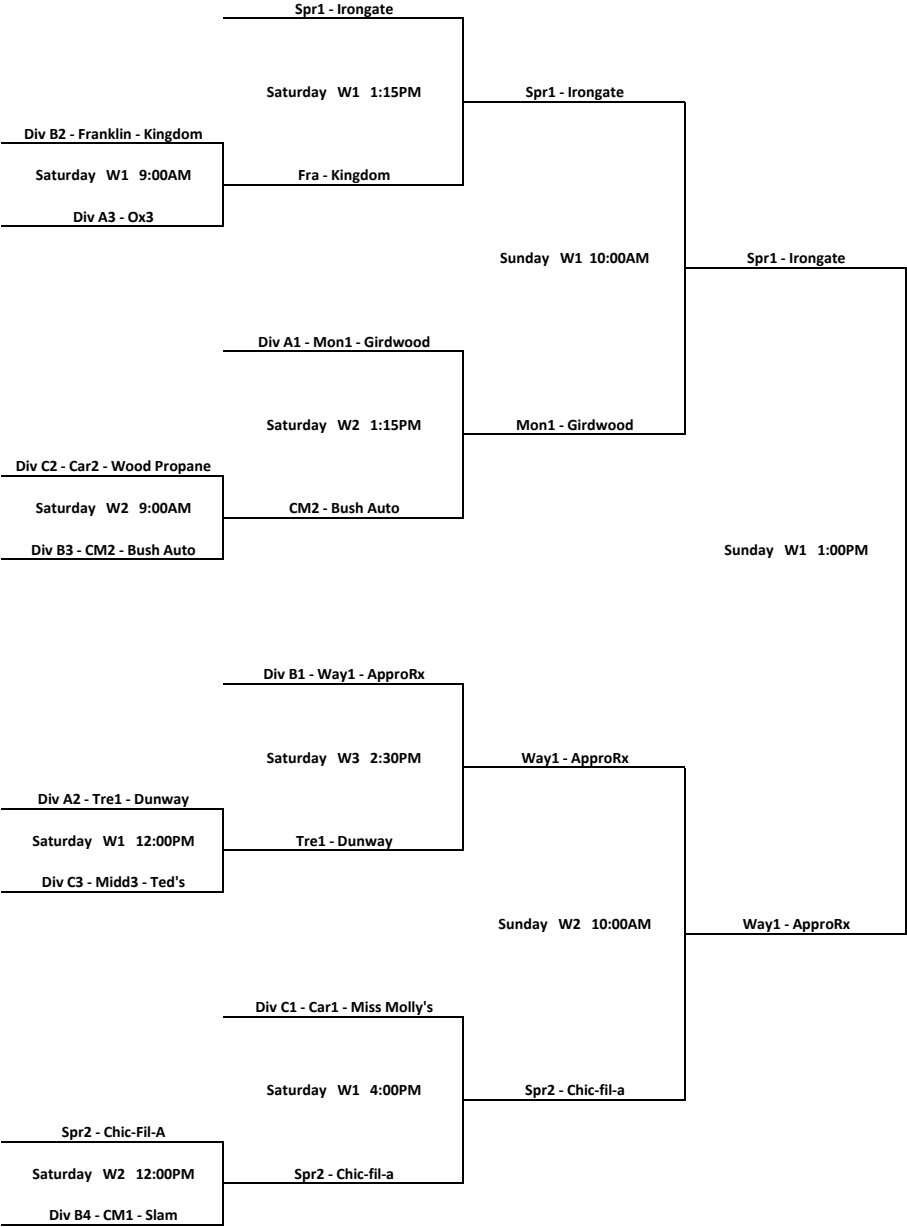 Spr1 - Irongate
Saturday W1 1:15PM
Spr1 - Irongate
Div B2 - Franklin - Kingdom
Saturday W1 9:00AM
Fra - Kingdom
Div A3 - Ox3
Sunday W1 10:00AM
Spr1 - Irongate
Div A1 - Mon1 - Girdwood
Saturday W2 1:15PM
Mon1 - Girdwood
Div C2 - Car2 - Wood Propane
Saturday W2 9:00AM
CM2 - Bush Auto
Div B3 - CM2 - Bush Auto
Sunday W1 1:00PM
Div B1 - Way1 - ApproRx
Saturday W3 2:30PM
Way1 - ApproRx
Div A2 - Tre1 - Dunway
Saturday W1 12:00PM
Tre1 - Dunway
Div C3 - Midd3 - Ted's
Sunday W2 10:00AM
Way1 - ApproRx
Div C1 - Car1 - Miss Molly's
Saturday W1 4:00PM
Spr2 - Chic-fil-a
Spr2 - Chic-Fil-A
Saturday W2 12:00PM
Spr2 - Chic-fil-a
Div B4 - CM1 - Slam